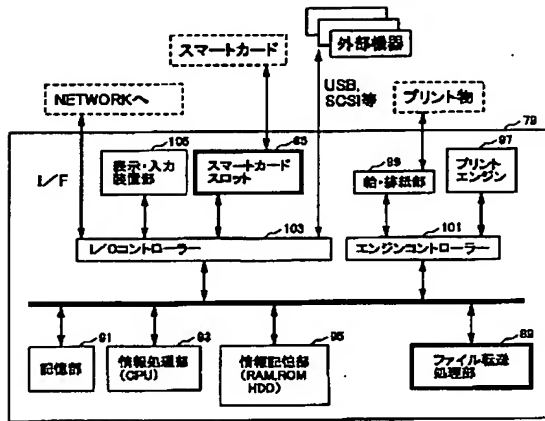 スマートカード
外部機器
NETWORKへ
USB,
SCSI等
プリント物
79
I/F
105
表示・入力
装置部
スマートカード
スロット
99
給・排紙部
97
プリント
エンジン
103
I/Oコントローラー
101
エンジンコントローラー
91
記憶部
93
情報処理部
(CPU)
95
情報記憶部
(RAM,ROM
HDD)
89
ファイル転送
処理部